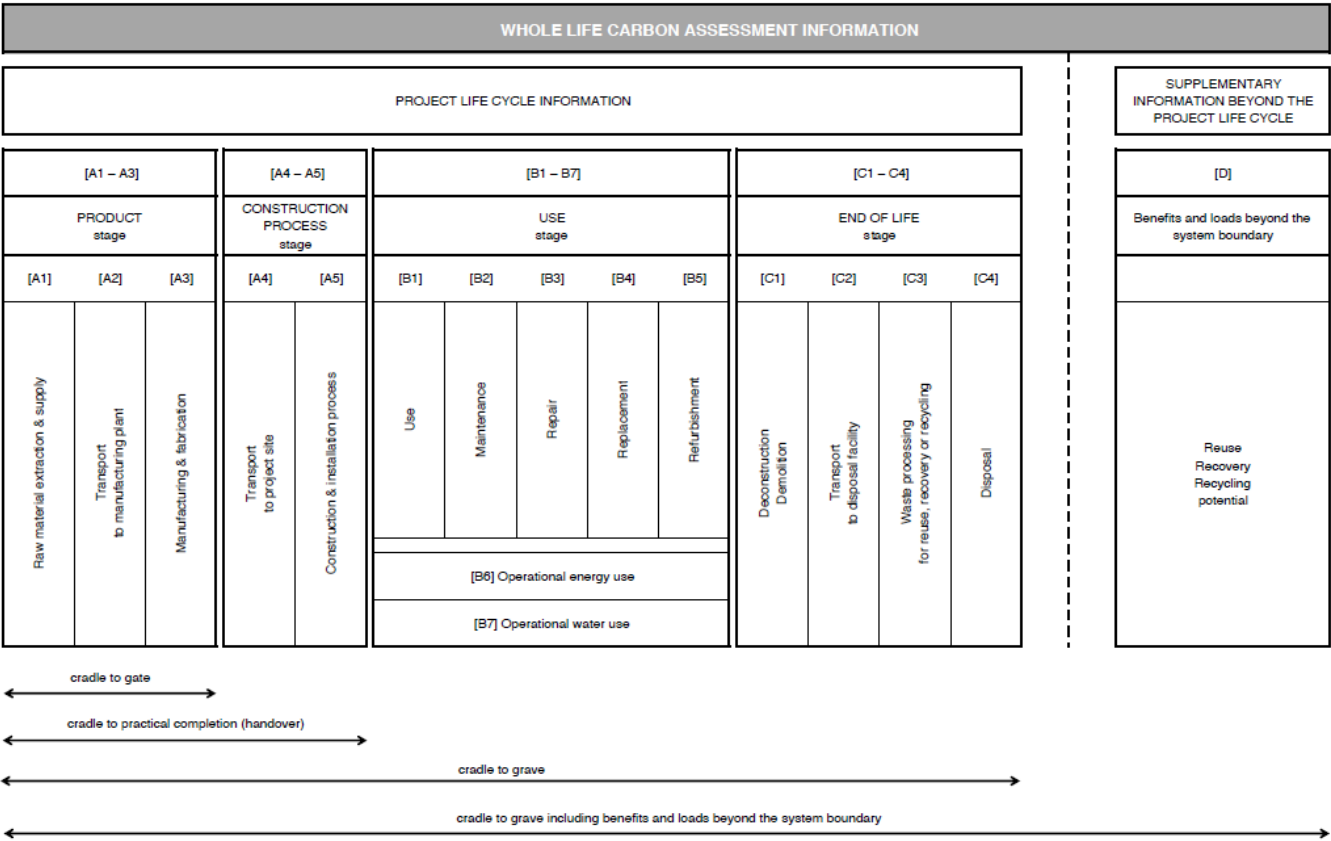 WHOLE LIFE CARBON ASSESSMENT INFORMATION
PROJECT LIFE CYCLE INFORMATION
SUPPLEMENTARY
INFORMATION BEYOND THE
PROJECT LIFE CYCLE
[A1 – A3]
[A4 – A5]
[B1 – B7]
[C1 – C4]
[D]
PRODUCT
stage
CONSTRUCTION
PROCESS
stage
USE
stage
END OF LIFE
stage
Benefits and loads beyond the
system boundary
[A1]
[A2]
[A3]
[A4]
[A5]
[B1]
[B2]
[B3]
[B4]
[B5]
[C1]
[C2]
[C3]
[C4]
Raw material extraction & supply
Transport
to manufacturing plant
Manufacturing & fabrication
Transport
to project site
Construction & installation process
Use
Maintenance
Repair
Replacement
Refurbishment
[B6] Operational energy use
[B7] Operational water use
Deconstruction
Demolition
Transport
to disposal facility
Waste processing
for reuse, recovery or recycling
Disposal
Reuse
Recovery
Recycling
potential
cradle to gate
cradle to practical completion (handover)
cradle to grave
cradle to grave including benefits and loads beyond the system boundary